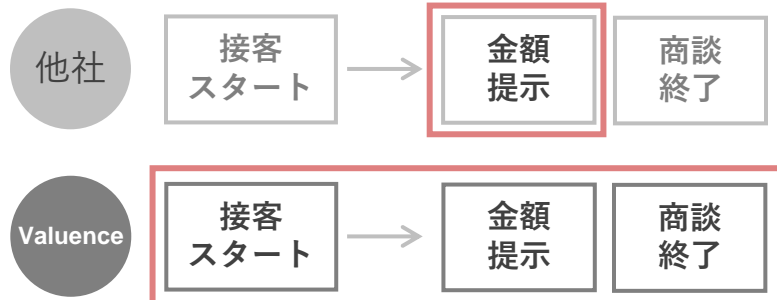 他社
接客
スタート
金額
提示
商談
終了
Valuence
接客
スタート
金額
提示
商談
終了